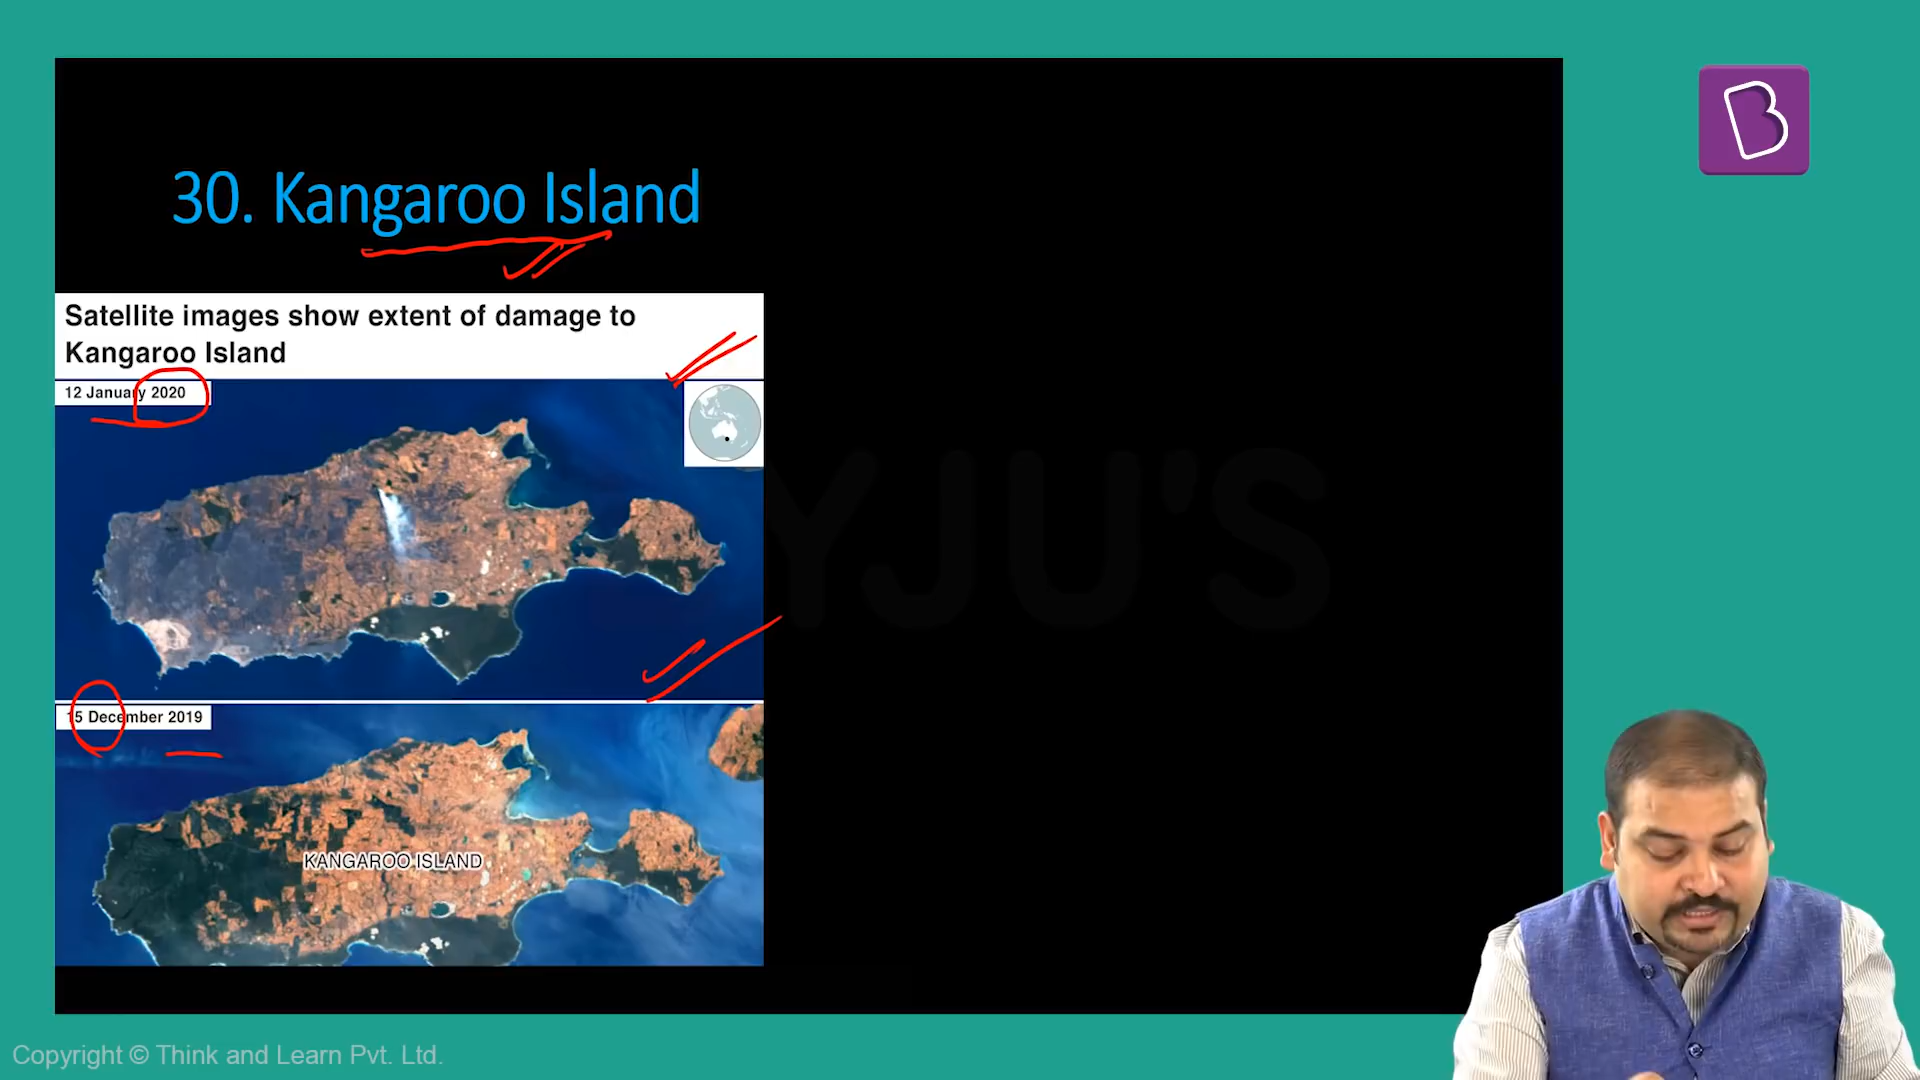 30. Kangaroo Island
Satellite images show extent of damage to
Kangaroo Island
12 January 2020
15 December 2019
KANGAROO ISLAND
YJU'S
B
Copyright © Think and Learn Pvt. Ltd.